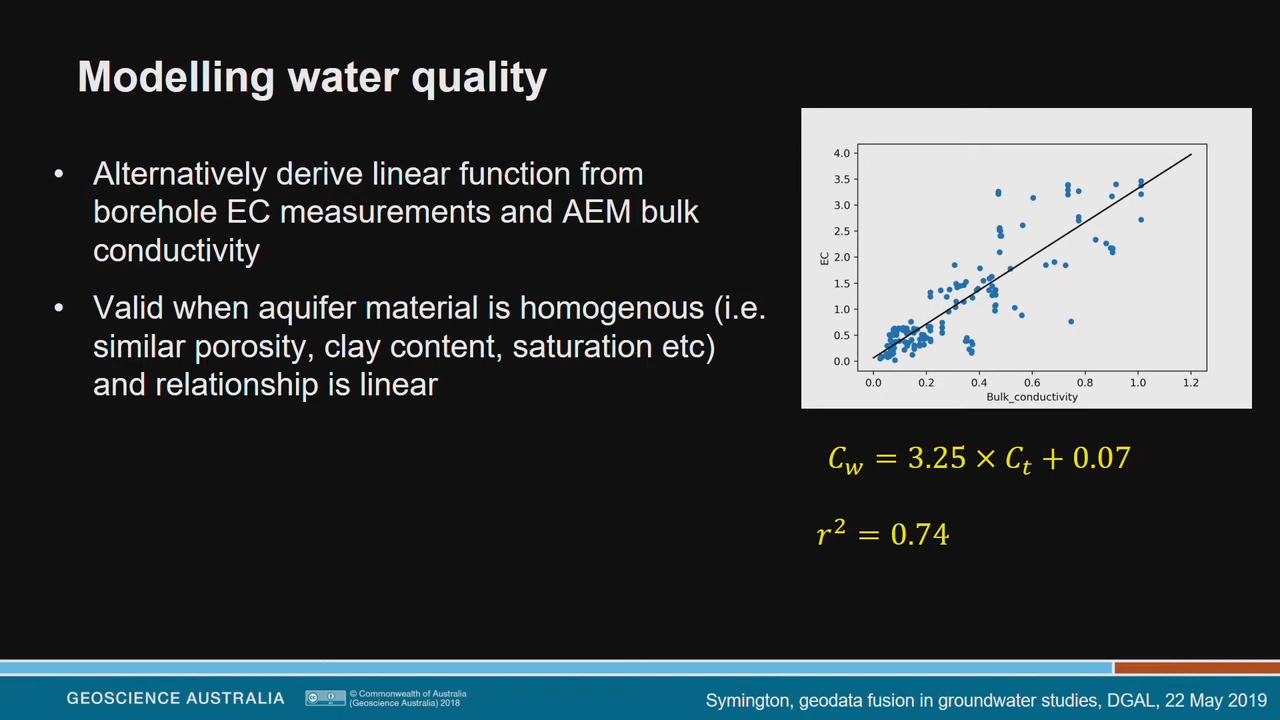 Modelling water quality
• Alternatively derive linear function from
borehole EC measurements and AEM bulk
conductivity
• Valid when aquifer material is homogenous (i.e.
similar porosity, clay content, saturation etc)
and relationship is linear
4.0
3.5
3.0
2.5
2.0
1.5
1.0
0.5
0.0
EC
0.0 0.2 0.4 0.6 0.8 1.0 1.2
Bulk_conductivity
C_w = 3.25 × C_t + 0.07
r² = 0.74
GEOSCIENCE AUSTRALIA
© Commonwealth of Australia
(Geoscience Australia) 2018
Symington, geodata fusion in groundwater studies, DGAL, 22 May 2019